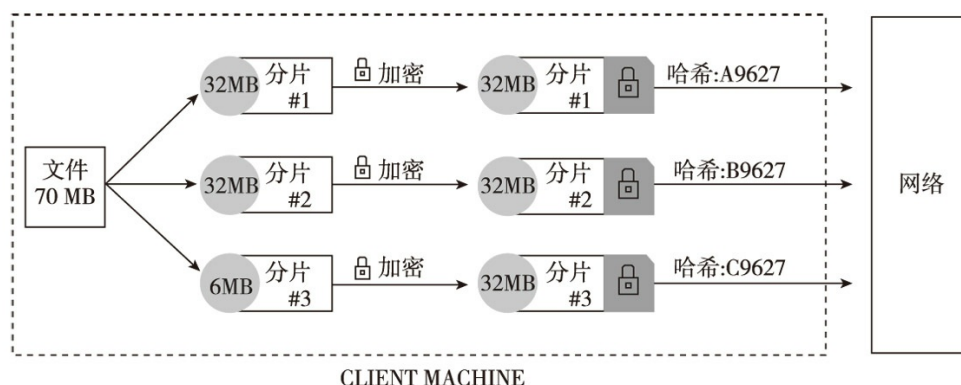 32MB 分片 #1 加密 32MB 分片 #1 哈希:A9627
文件 70 MB
32MB 分片 #2 加密 32MB 分片 #2 哈希:B9627
网络
6MB 分片 #3 加密 32MB 分片 #3 哈希:C9627
CLIENT MACHINE